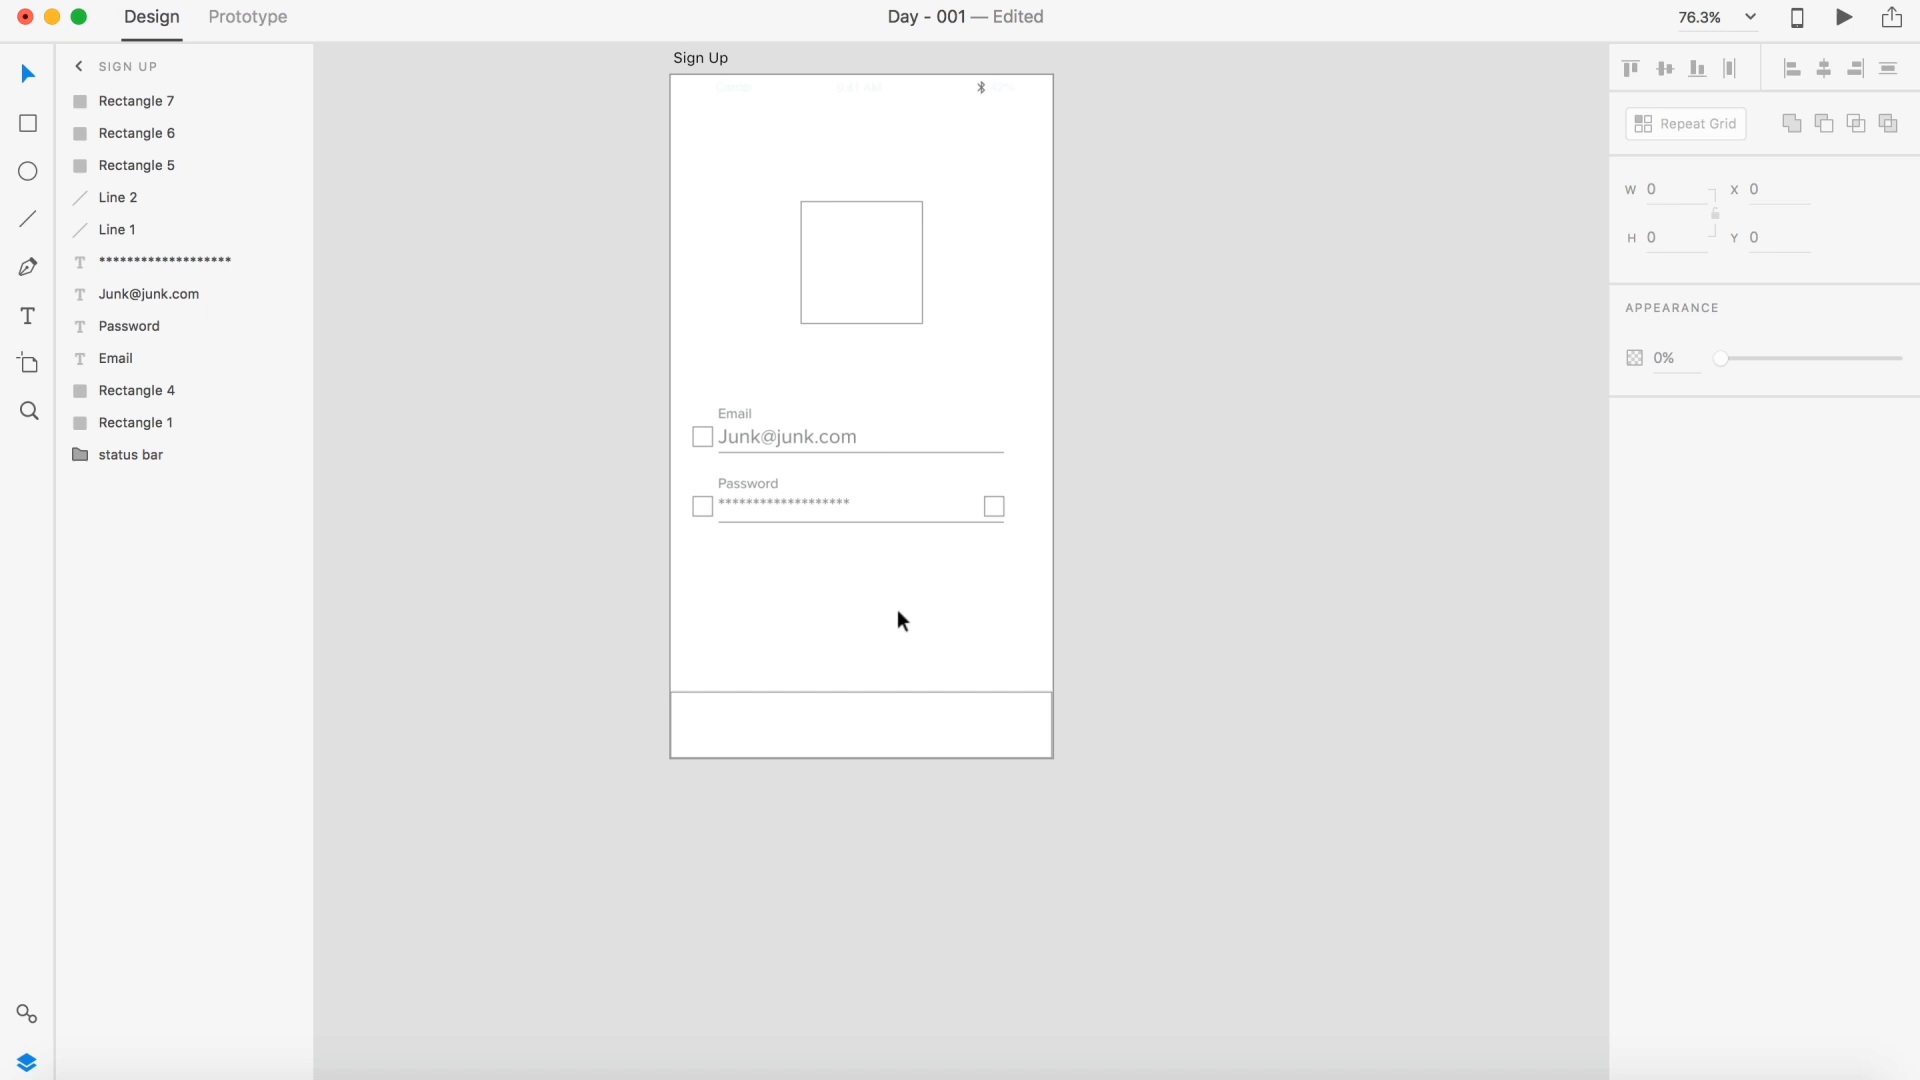 Design Prototype Day - 001 — Edited 76.3%
SIGN UP
Rectangle 7
Rectangle 6
Rectangle 5
Line 2
Line 1
*******************
Junk@junk.com
Password
Email
Rectangle 4
Rectangle 1
status bar
Sign Up
Email
Junk@junk.com
Password
*******************
Repeat Grid
W 0 X 0
H 0 Y 0
APPEARANCE
0%